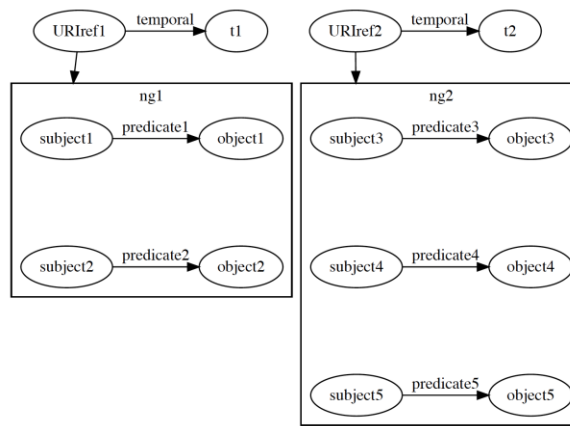 URIref1 temporal t1
URIref2 temporal t2
ng1
subject1 predicate1 object1
subject2 predicate2 object2
ng2
subject3 predicate3 object3
subject4 predicate4 object4
subject5 predicate5 object5